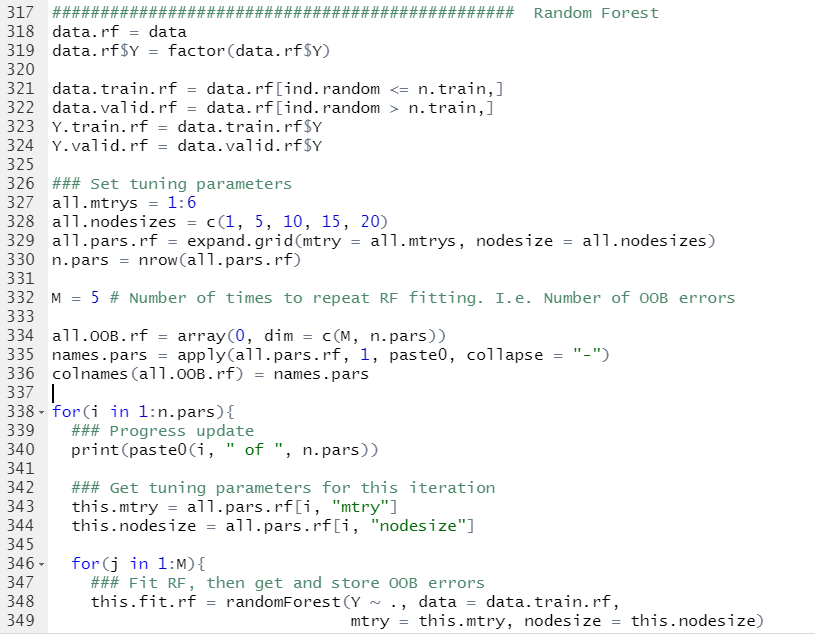 317 ################################################ Random Forest
318 data.rf = data
319 data.rf$Y = factor(data.rf$Y)
320
321 data.train.rf = data.rf[ind.random <= n.train,]
322 data.valid.rf = data.rf[ind.random > n.train,]
323 Y.train.rf = data.train.rf$Y
324 Y.valid.rf = data.valid.rf$Y
325
326 ### Set tuning parameters
327 all.mtrys = 1:6
328 all.nodesizes = c(1, 5, 10, 15, 20)
329 all.pars.rf = expand.grid(mtry = all.mtrys, nodesize = all.nodesizes)
330 n.pars = nrow(all.pars.rf)
331
332 M = 5 # Number of times to repeat RF fitting. I.e. Number of OOB errors
333
334 all.OOB.rf = array(0, dim = c(M, n.pars))
335 names.pars = apply(all.pars.rf, 1, paste0, collapse = "-")
336 colnames(all.OOB.rf) = names.pars
337
338 for(i in 1:n.pars){
339   ### Progress update
340   print(paste0(i, " of ", n.pars))
341
342   ### Get tuning parameters for this iteration
343   this.mtry = all.pars.rf[i, "mtry"]
344   this.nodesize = all.pars.rf[i, "nodesize"]
345
346   for(j in 1:M){
347     ### Fit RF, then get and store OOB errors
348     this.fit.rf = randomForest(Y ~ ., data = data.train.rf,
349                                mtry = this.mtry, nodesize = this.nodesize)